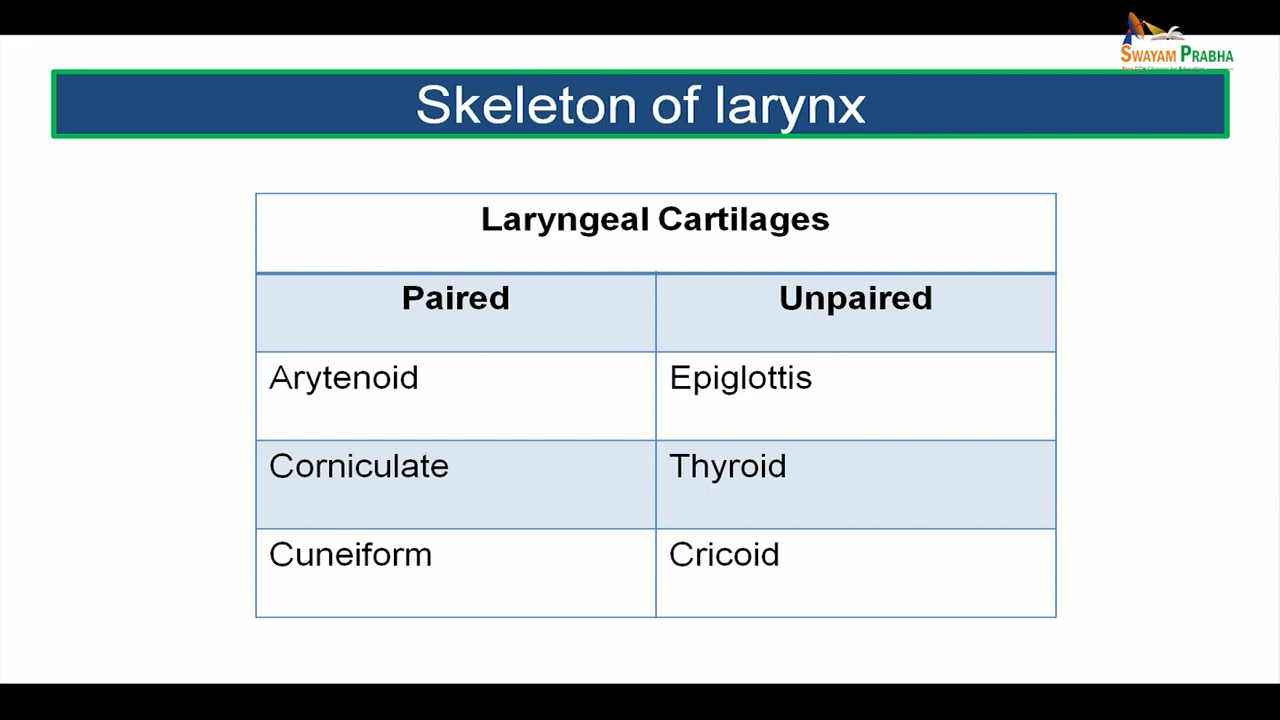 SWAYAM PRABHA
Skeleton of larynx
Laryngeal Cartilages
Paired Unpaired
Arytenoid Epiglottis
Corniculate Thyroid
Cuneiform Cricoid